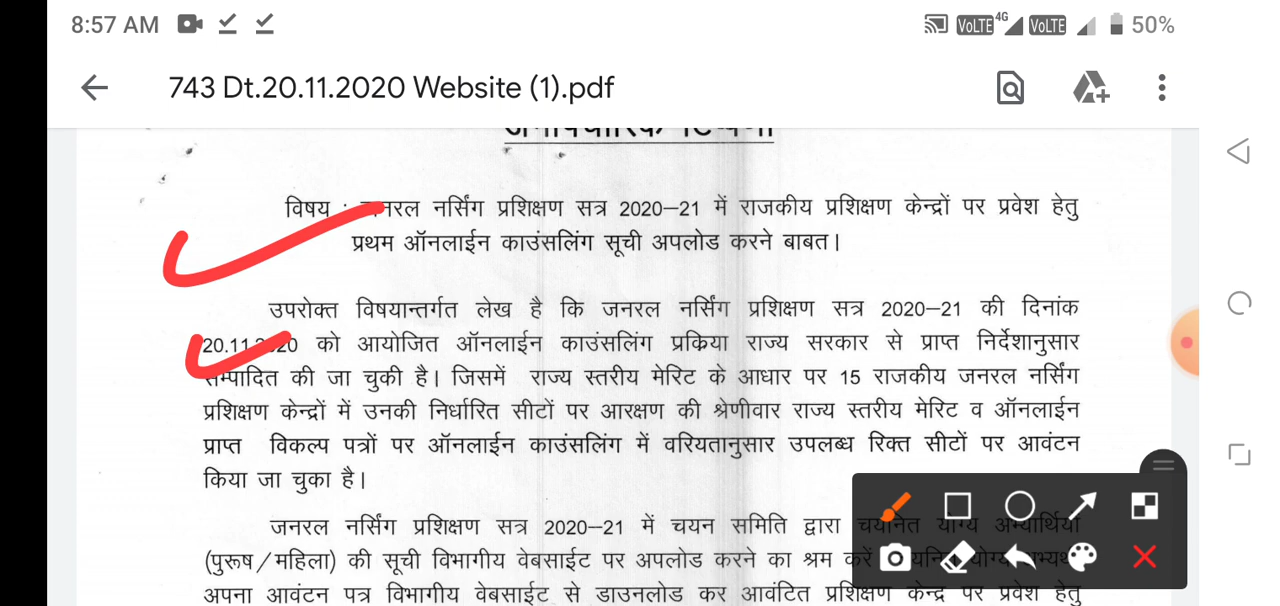 8:57 AM
4G
VoLTE VoLTE 50%
743 Dt.20.11.2020 Website (1).pdf
विषय : जनरल नर्सिंग प्रशिक्षण सत्र 2020–21 में राजकीय प्रशिक्षण केन्द्रों पर प्रवेश हेतु
प्रथम ऑनलाईन काउंसलिंग सूची अपलोड करने बाबत।
उपरोक्त विषयान्तर्गत लेख है कि जनरल नर्सिंग प्रशिक्षण सत्र 2020–21 की दिनांक
20.11.2020 को आयोजित ऑनलाईन काउंसलिंग प्रकिया राज्य सरकार से प्राप्त निर्देशानुसार
सम्पादित की जा चुकी है। जिसमें राज्य स्तरीय मेरिट के आधार पर 15 राजकीय जनरल नर्सिंग
प्रशिक्षण केन्द्रों में उनकी निर्धारित सीटों पर आरक्षण की श्रेणीवार राज्य स्तरीय मेरिट व ऑनलाईन
प्राप्त विकल्प पत्रों पर ऑनलाईन काउंसलिंग में वरियतानुसार उपलब्ध रिक्त सीटों पर आवंटन
किया जा चुका है।
जनरल नर्सिंग प्रशिक्षण सत्र 2020–21 में चयन समिति द्वारा चयनित योग्य अभ्यार्थियों
(पुरूष/महिला) की सूची विभागीय वेबसाईट पर अपलोड करने का श्रम करें
अपना आवंटन पत्र विभागीय वेबसाईट से डाउनलोड कर आवंटित प्रशिक्षण केन्द्र पर प्रवेश हेतु